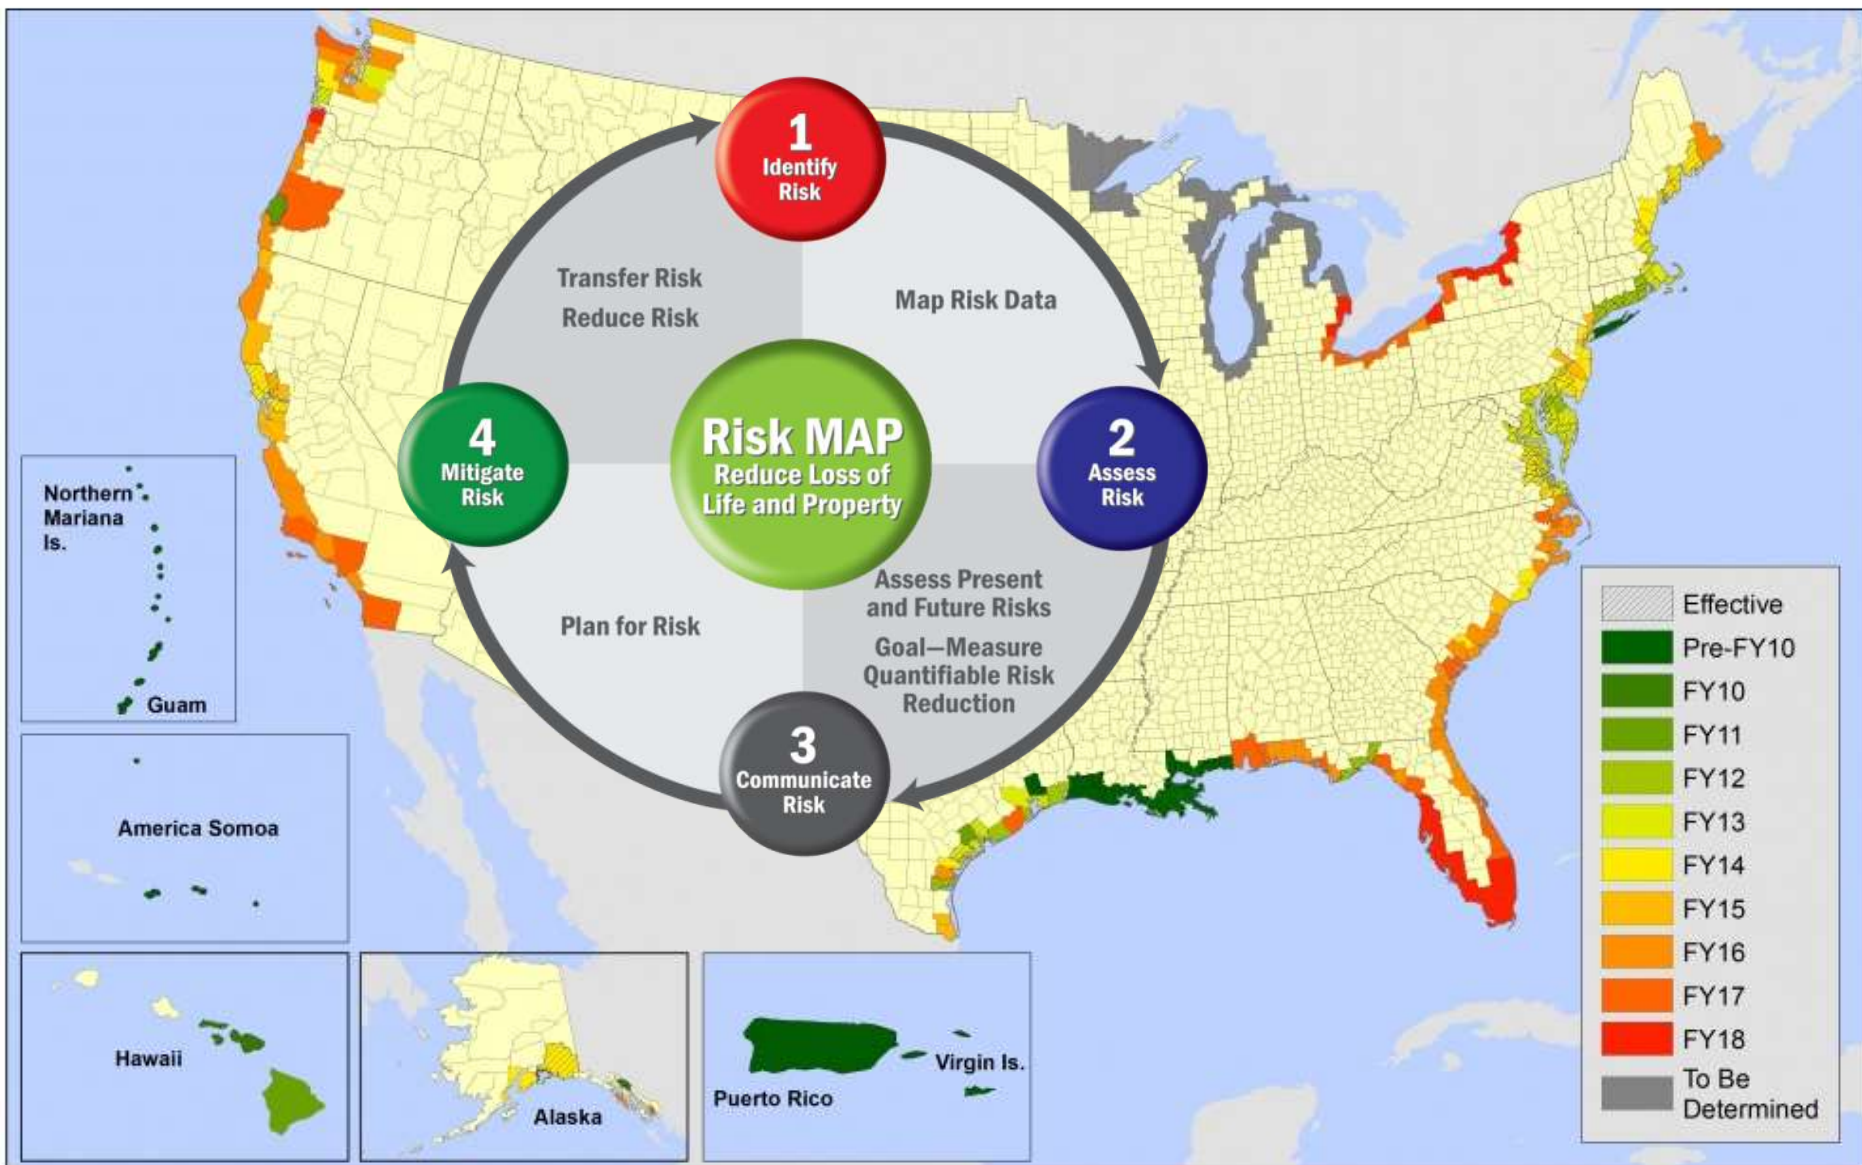 1
Identify
Risk
Transfer Risk
Reduce Risk
Map Risk Data
Risk MAP
Reduce Loss of
Life and Property
4
Mitigate
Risk
2
Assess
Risk
Plan for Risk
Assess Present
and Future Risks
Goal—Measure
Quantifiable Risk
Reduction
3
Communicate
Risk
Northern
Mariana
Is.
Guam
America Somoa
Hawaii
Alaska
Puerto Rico
Virgin Is.
Effective
Pre-FY10
FY10
FY11
FY12
FY13
FY14
FY15
FY16
FY17
FY18
To Be
Determined